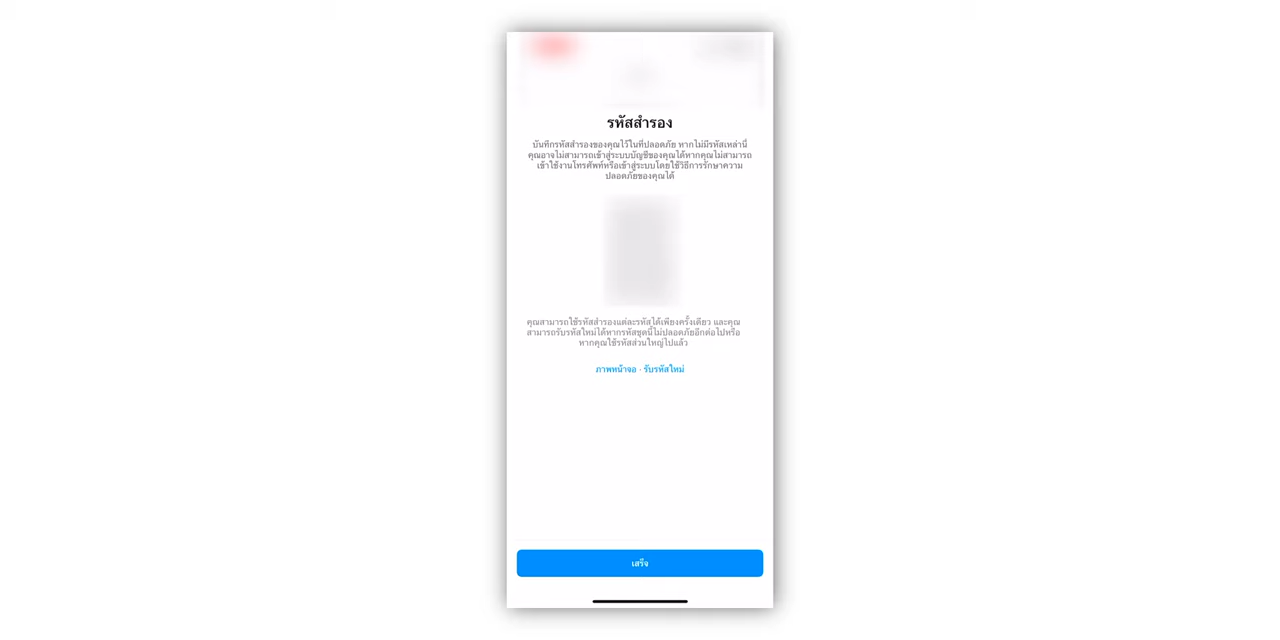 รหัสสำรอง
บันทึกรหัสสำรองของคุณไว้ในที่ปลอดภัย หากไม่มีรหัสเหล่านี้
คุณอาจไม่สามารถเข้าสู่ระบบบัญชีของคุณได้หากคุณไม่สามารถ
เข้าใช้งานโทรศัพท์หรือเข้าสู่ระบบโดยใช้วิธีการรักษาความ
ปลอดภัยของคุณได้
คุณสามารถใช้รหัสสำรองแต่ละรหัสได้เพียงครั้งเดียว และคุณ
สามารถรับรหัสใหม่ได้หากรหัสชุดนี้ไม่ปลอดภัยอีกต่อไปหรือ
หากคุณใช้รหัสส่วนใหญ่ไปแล้ว
ภาพหน้าจอ · รับรหัสใหม่
เสร็จ